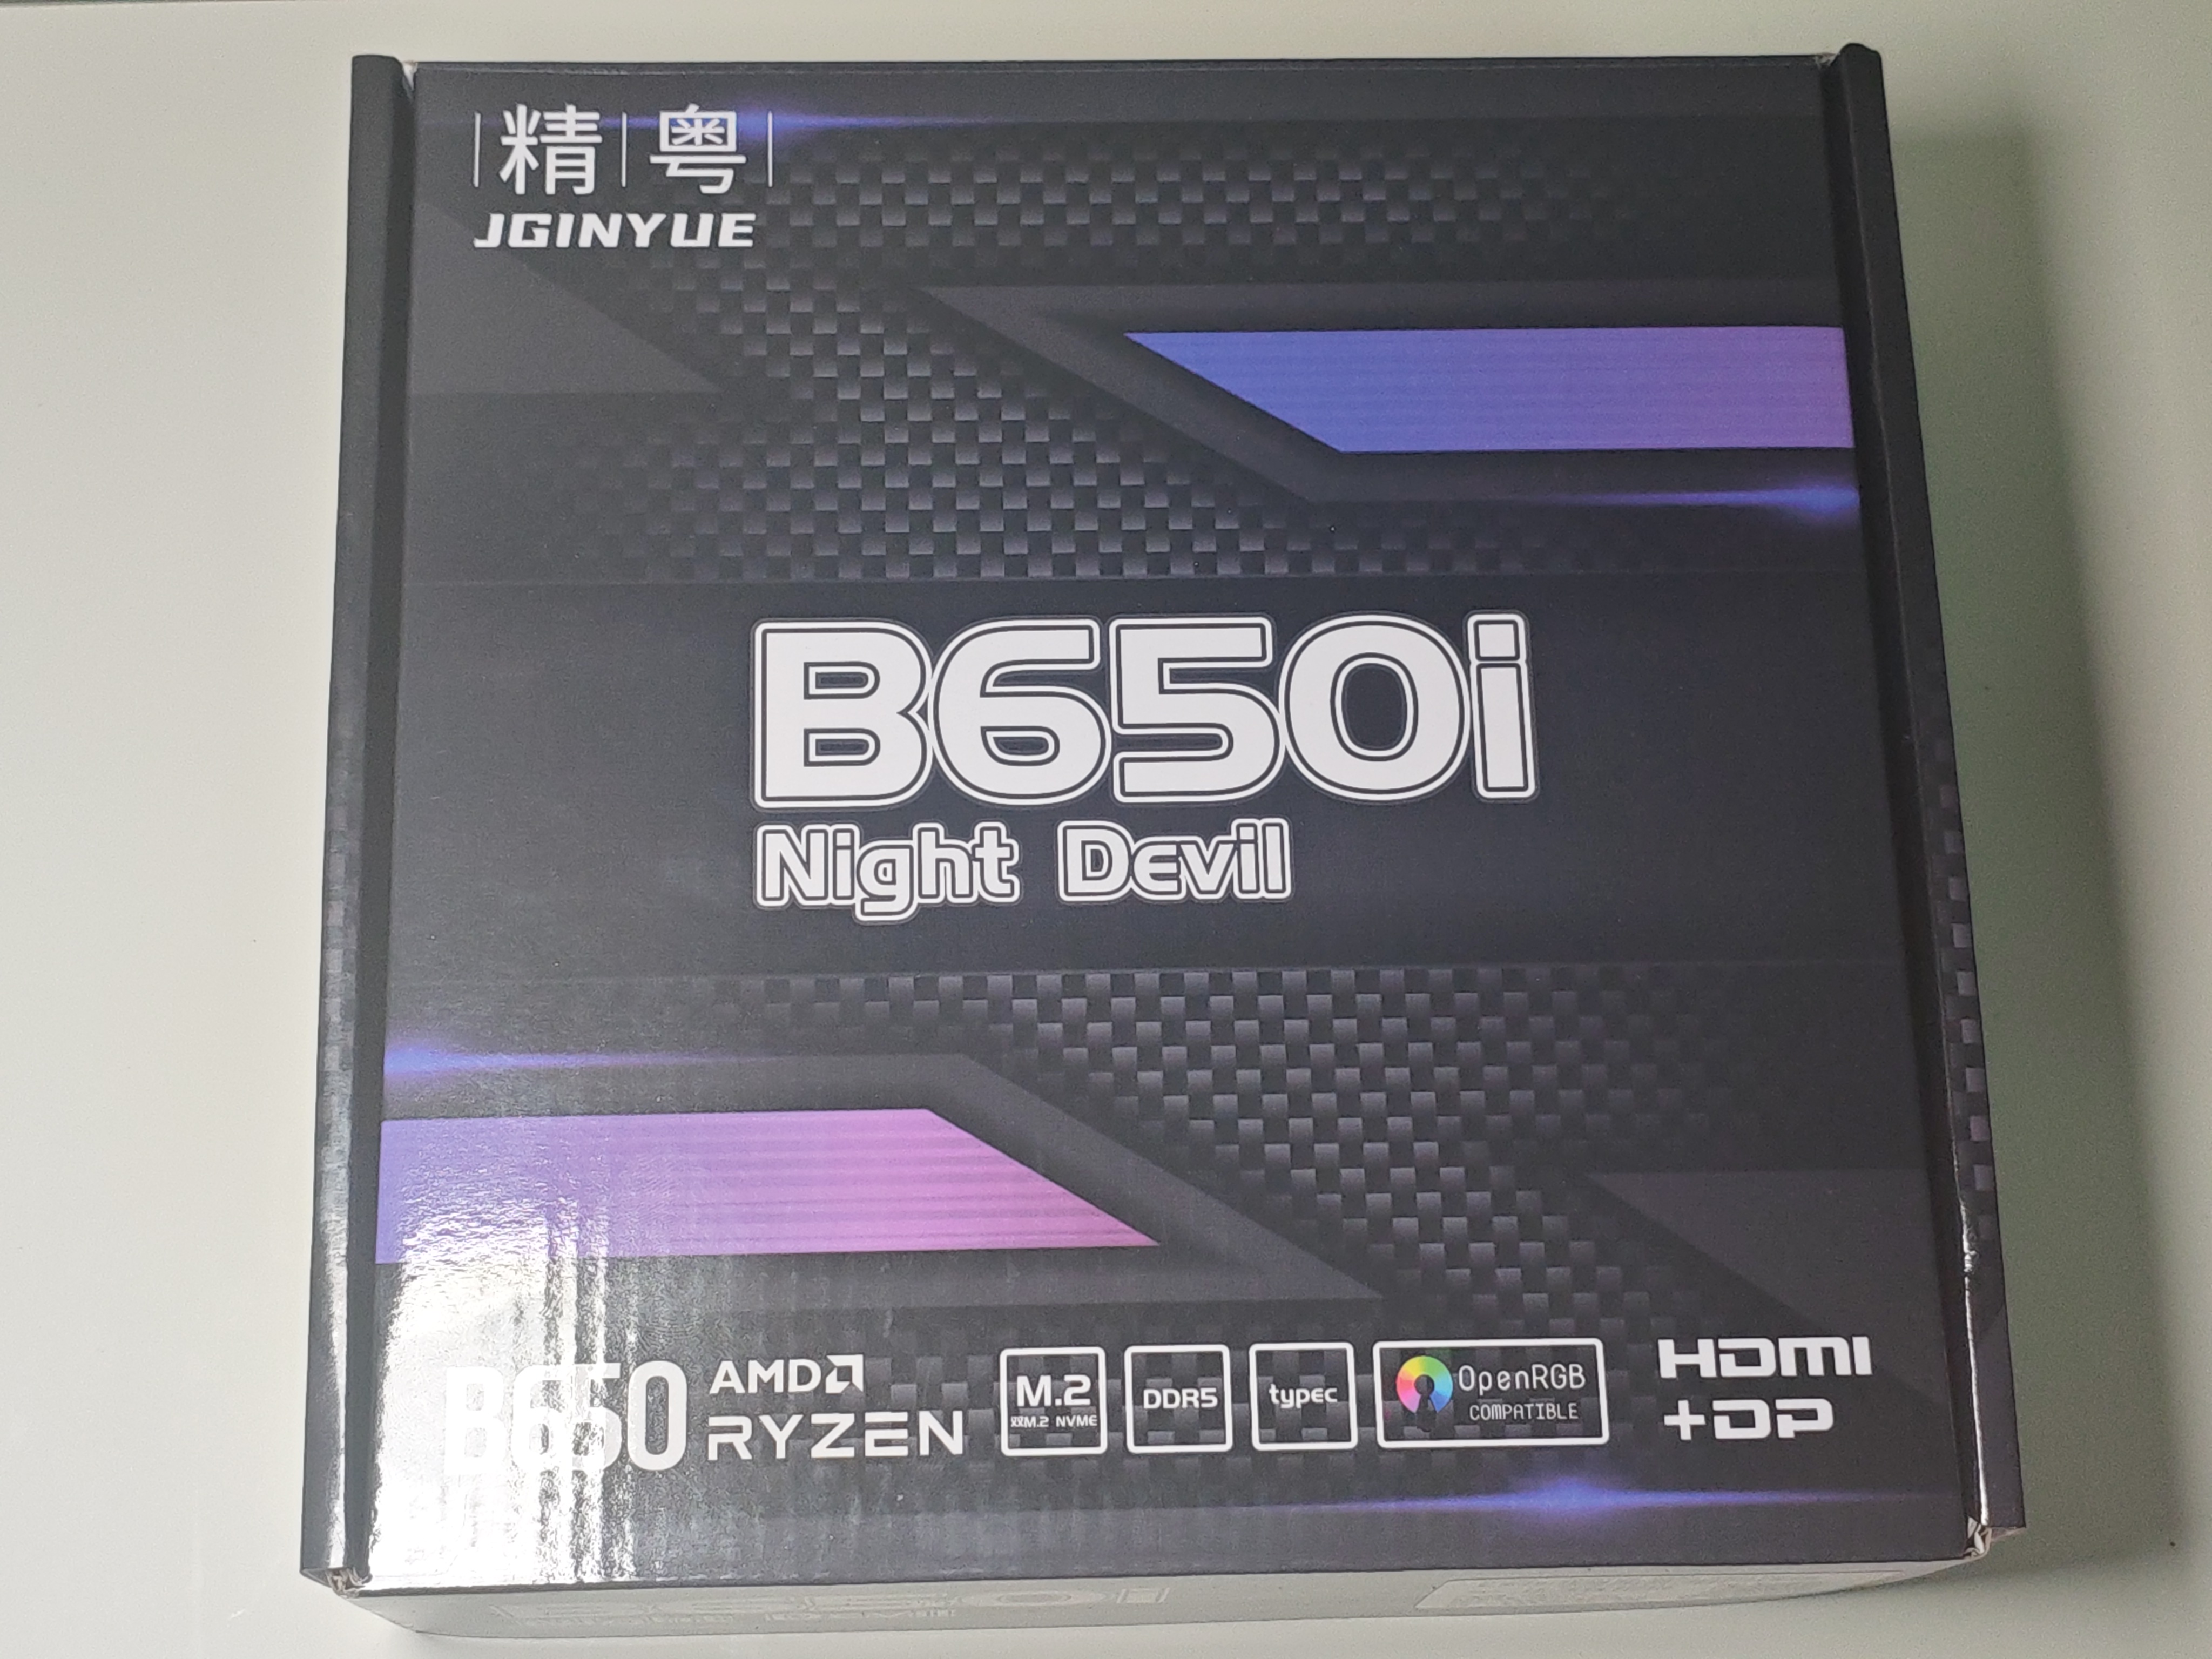 精 粤
JGINYUE
B650i
Night Devil
B650 AMD
RYZEN
M.2
双M.2 NVME
DDR5
typec
OpenRGB
COMPATIBLE
HDMI
+DP